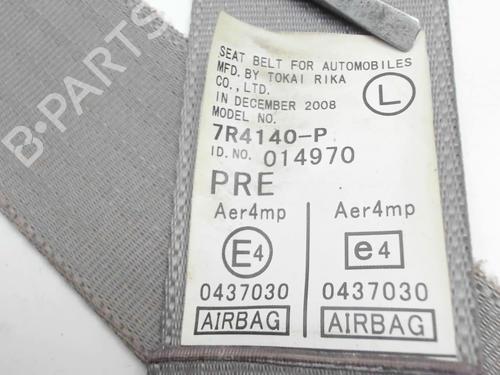 SEAT BELT FOR AUTOMOBILES
MFD. BY TOKAI RIKA
CO., LTD.
IN DECEMBER 2008
MODEL NO.
7R4140-P
ID. NO. 014970
L
PRE
Aer4mp
E4
0437030
AIRBAG
Aer4mp
e4
0437030
AIRBAG
B-PARTS